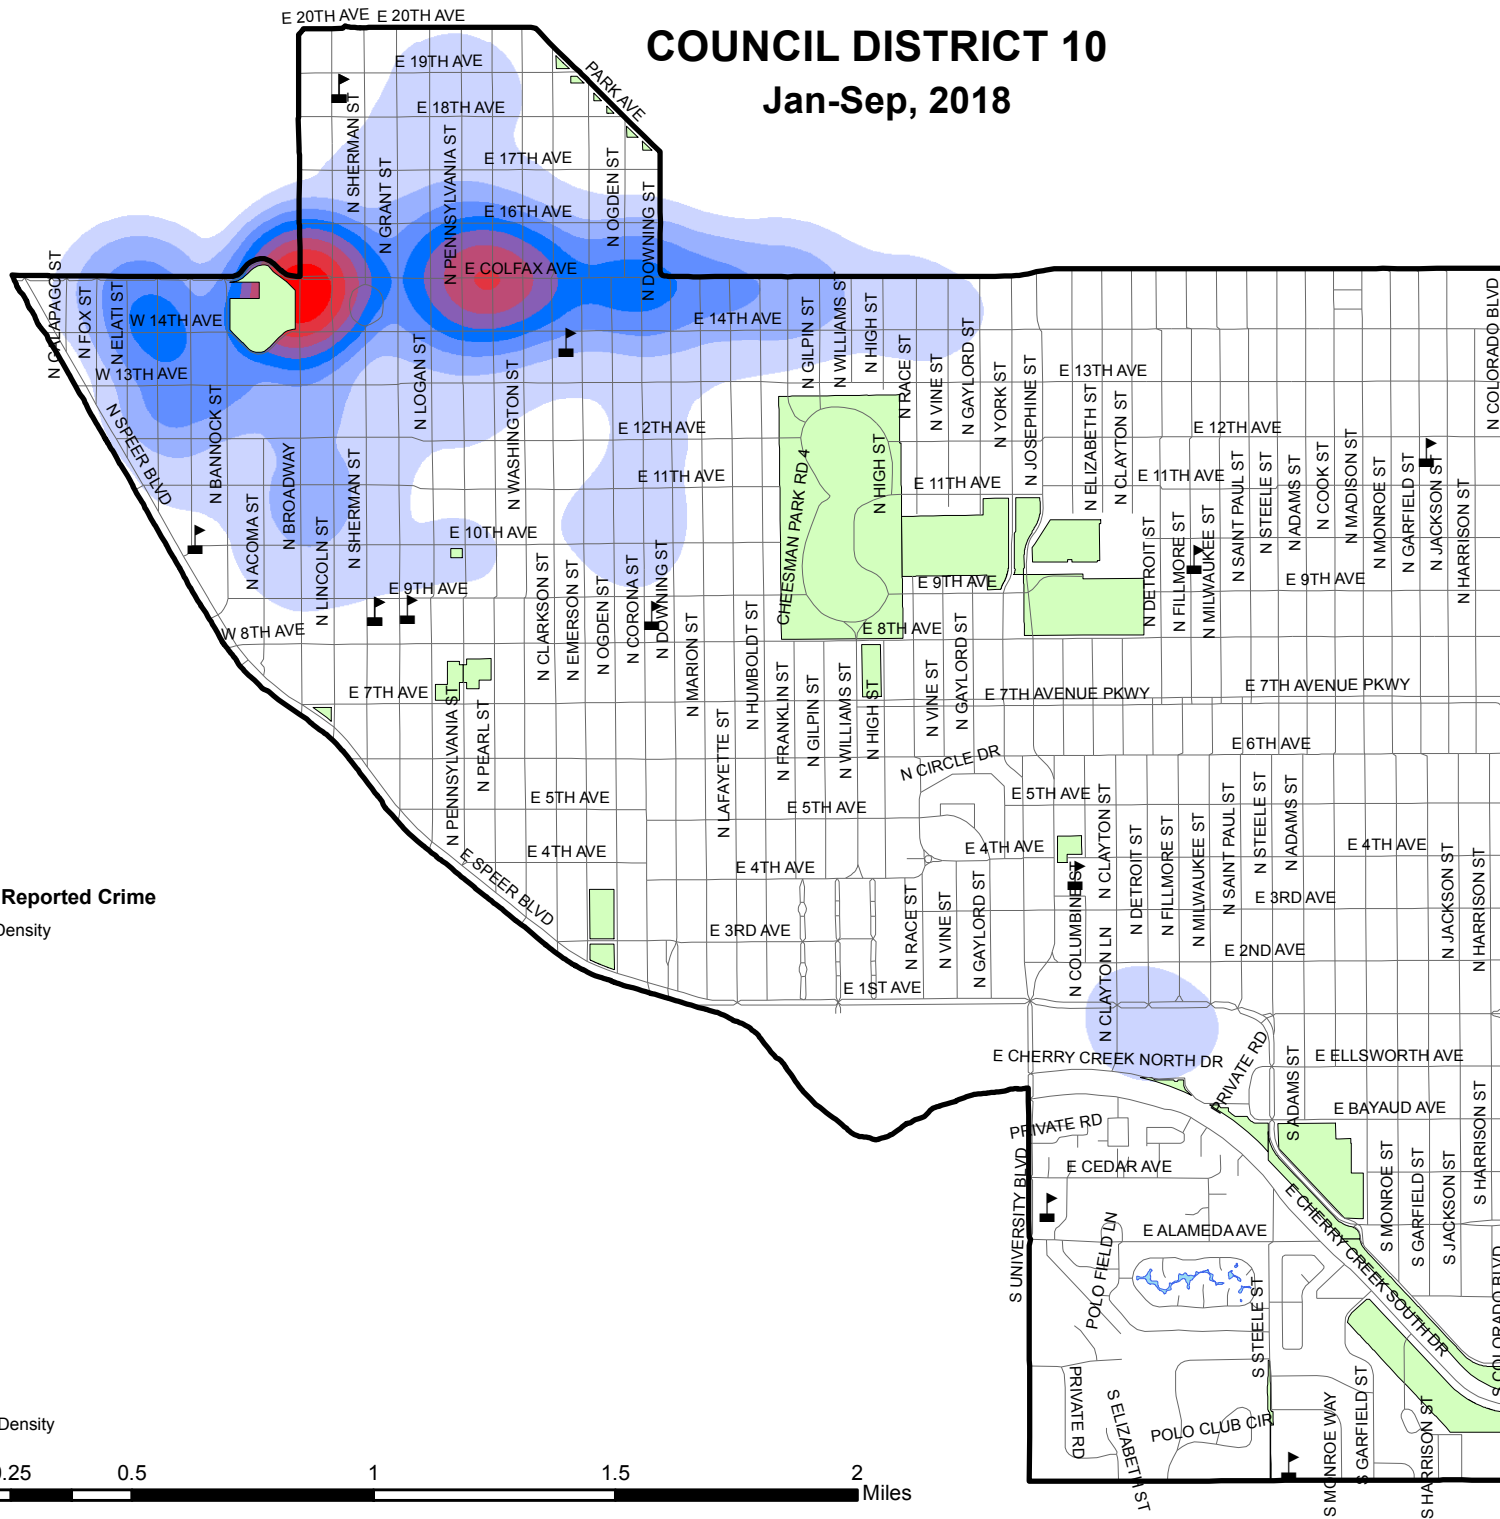 E 20TH AVE E 20TH AVE
COUNCIL DISTRICT 10
Jan-Sep, 2018
E 19TH AVE
PARK AVE
E 18TH AVE
N SHERMAN ST
N GRANT ST
N PENNSYLVANIA ST
E 17TH AVE
N OGDEN ST
N DOWNING ST
E 16TH AVE
E COLFAX AVE
N GALAPAGO ST
N FOX ST
N ELATI ST
W 14TH AVE
E 14TH AVE
N GILPIN ST
N WILLIAMS ST
N HIGH ST
N RACE ST
N VINE ST
N GAYLORD ST
N YORK ST
N JOSEPHINE ST
N COLORADO BLVD
W 13TH AVE
E 13TH AVE
N SPEER BLVD
N BANNOCK ST
N LOGAN ST
N WASHINGTON ST
E 12TH AVE
N HIGH ST
N ELIZABETH ST
N CLAYTON ST
E 12TH AVE
E 11TH AVE
CHEESMAN PARK RD 4
E 11TH AVE
E 11TH AVE
N SAINT PAUL ST
N STEELE ST
N ADAMS ST
N COOK ST
N MADISON ST
N MONROE ST
N GARFIELD ST
N JACKSON ST
N HARRISON ST
N ACOMA ST
N BROADWAY
N LINCOLN ST
N SHERMAN ST
E 10TH AVE
N DETROIT ST
N FILLMORE ST
N MILWAUKEE ST
E 9TH AVE
E 9TH AVE
E 9TH AVE
N CLARKSON ST
N EMERSON ST
N OGDEN ST
N CORONA ST
N DOWNING ST
N MARION ST
N HUMBOLDT ST
W 8TH AVE
E 8TH AVE
E 7TH AVE
N PENNSYLVANIA ST
N PEARL ST
N LAFAYETTE ST
N FRANKLIN ST
N GILPIN ST
N WILLIAMS ST
N HIGH ST
N VINE ST
N GAYLORD ST
E 7TH AVENUE PKWY
E 7TH AVENUE PKWY
E 6TH AVE
N CIRCLE DR
E 5TH AVE
E 5TH AVE
E 5TH AVE
N CLAYTON ST
N DETROIT ST
N FILLMORE ST
N MILWAUKEE ST
N SAINT PAUL ST
N STEELE ST
N ADAMS ST
E 4TH AVE
E 4TH AVE
E 4TH AVE
E 4TH AVE
N JACKSON ST
N HARRISON ST
E SPEER BLVD
Reported Crime
Density
E 3RD AVE
N RACE ST
N VINE ST
N GAYLORD ST
N COLUMBINE ST
N CLAYTON LN
E 3RD AVE
E 2ND AVE
E 1ST AVE
E CHERRY CREEK NORTH DR
PRIVATE RD
S ADAMS ST
E ELLSWORTH AVE
E BAYAUD AVE
PRIVATE RD
S UNIVERSITY BLVD
E CEDAR AVE
S MONROE ST
S GARFIELD ST
S JACKSON ST
S HARRISON ST
E CHERRY CREEK SOUTH DR
E ALAMEDA AVE
POLO FIELD LN
S STEELE ST
S COLORADO BLVD
PRIVATE RD
S ELIZABETH ST
POLO CLUB CIR
S MONROE WAY
S GARFIELD ST
S HARRISON ST
Density
0.25 0.5 1 1.5 2
Miles